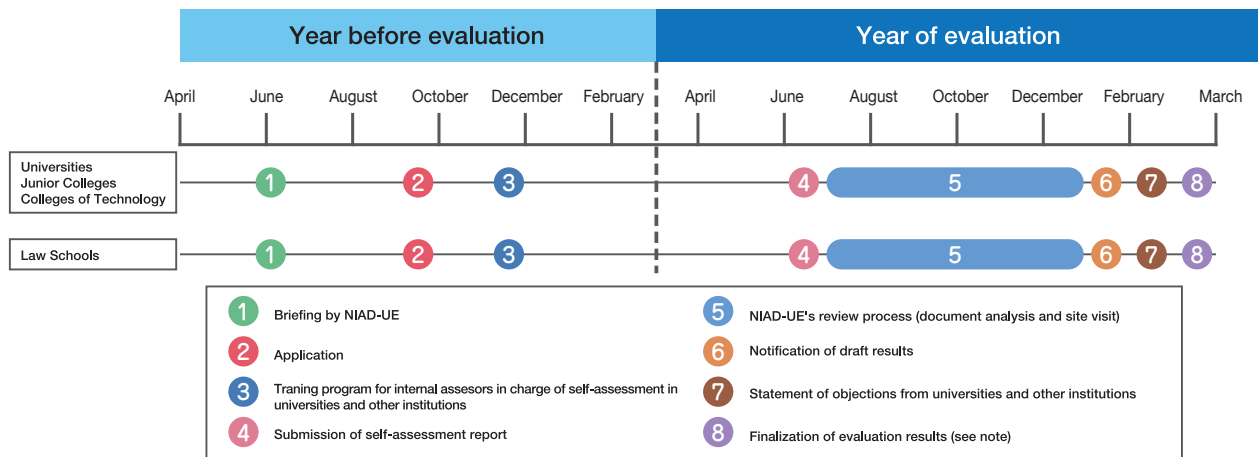 Year before evaluation
Year of evaluation
April
June
August
October
December
February
April
June
August
October
December
February
March
Universities
Junior Colleges
Colleges of Technology
1
2
3
4
5
6
7
8
Law Schools
1
2
3
4
5
6
7
8
1 Briefing by NIAD-UE
2 Application
3 Traning program for internal assesors in charge of self-assessment in
universities and other institutions
4 Submission of self-assessment report
5 NIAD-UE's review process (document analysis and site visit)
6 Notification of draft results
7 Statement of objections from universities and other institutions
8 Finalization of evaluation results (see note)